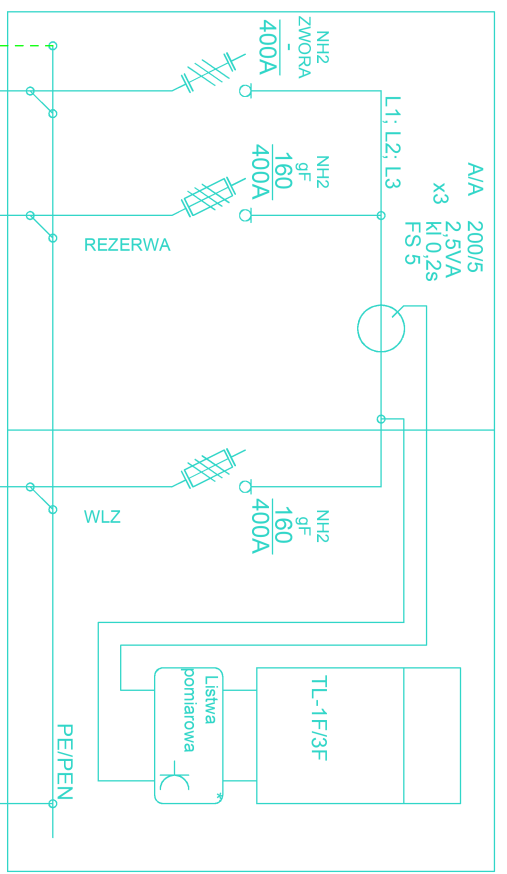 NH2
ZWORA
-
400A
L1; L2; L3
A/A 200/5
2,5VA
x3 kl 0,2s
FS 5
NH2
gF
160
400A
REZERWA
NH2
gF
160
400A
WLZ
Listwa
pomiarowa
*
TL-1F/3F
PE/PEN